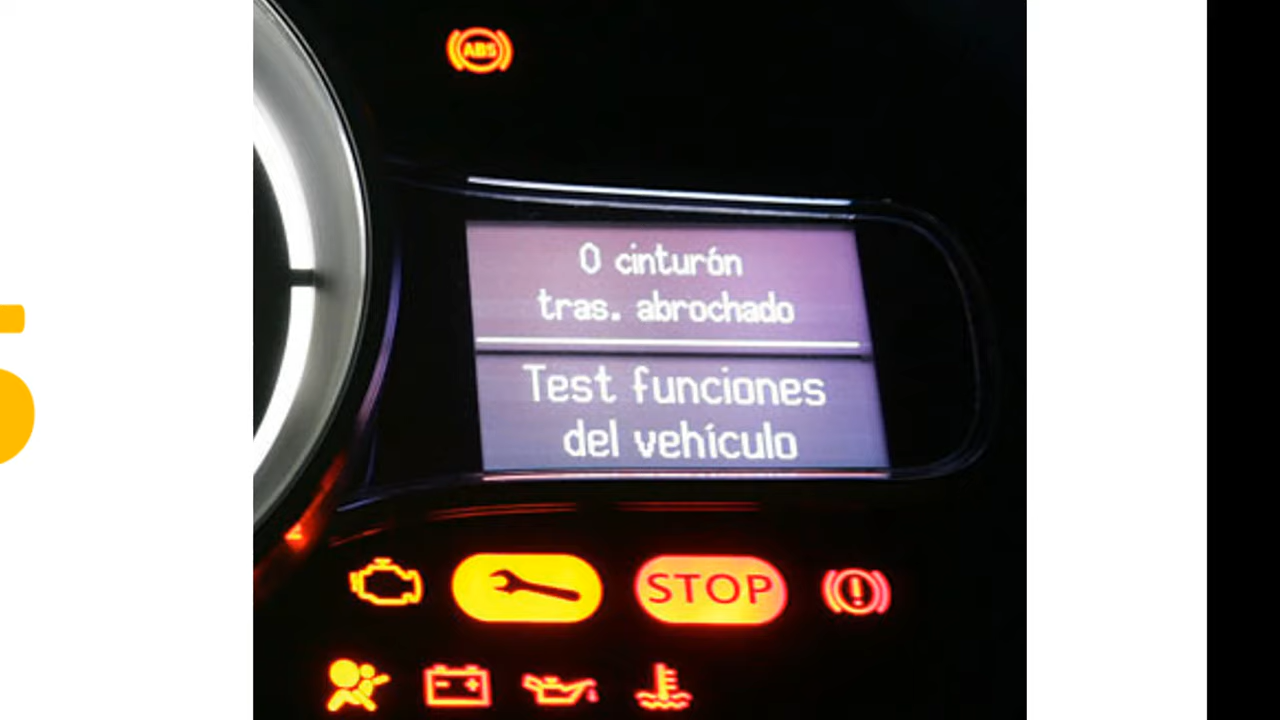 ABS
0 cinturón
tras. abrochado
Test funciones
del vehículo
STOP